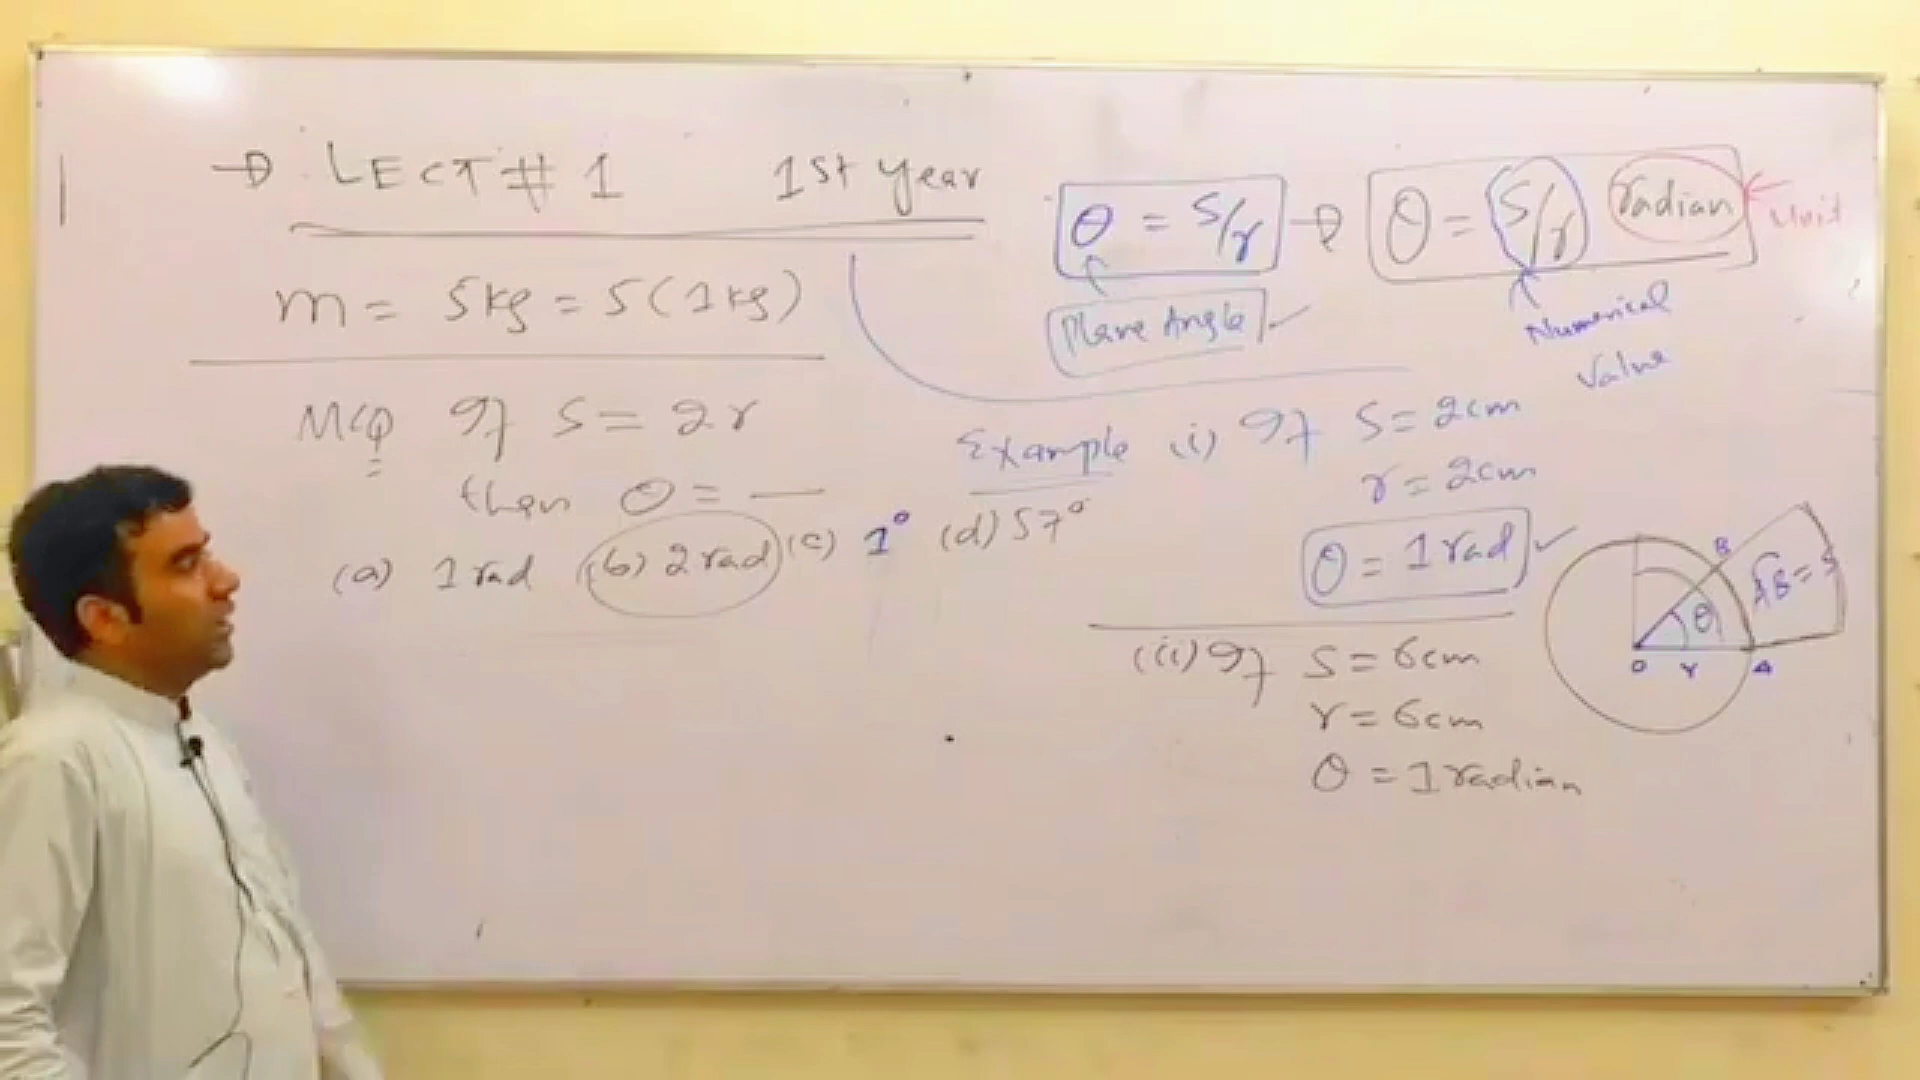 LECT # 1 1st Year
m = 5kg = 5(1kg)
MCQ If S = 2r
then θ = —
(a) 1 rad (b) 2 rad (c) 1° (d) 57°
θ = S/r → θ = S/r radian
Unit
Plane Angle ✓
Numerical
Value
Example (i) If S = 2cm
r = 2cm
θ = 1 rad ✓
(ii) If S = 6cm
r = 6cm
θ = 1 radian
B
AB = S
θ
O r A